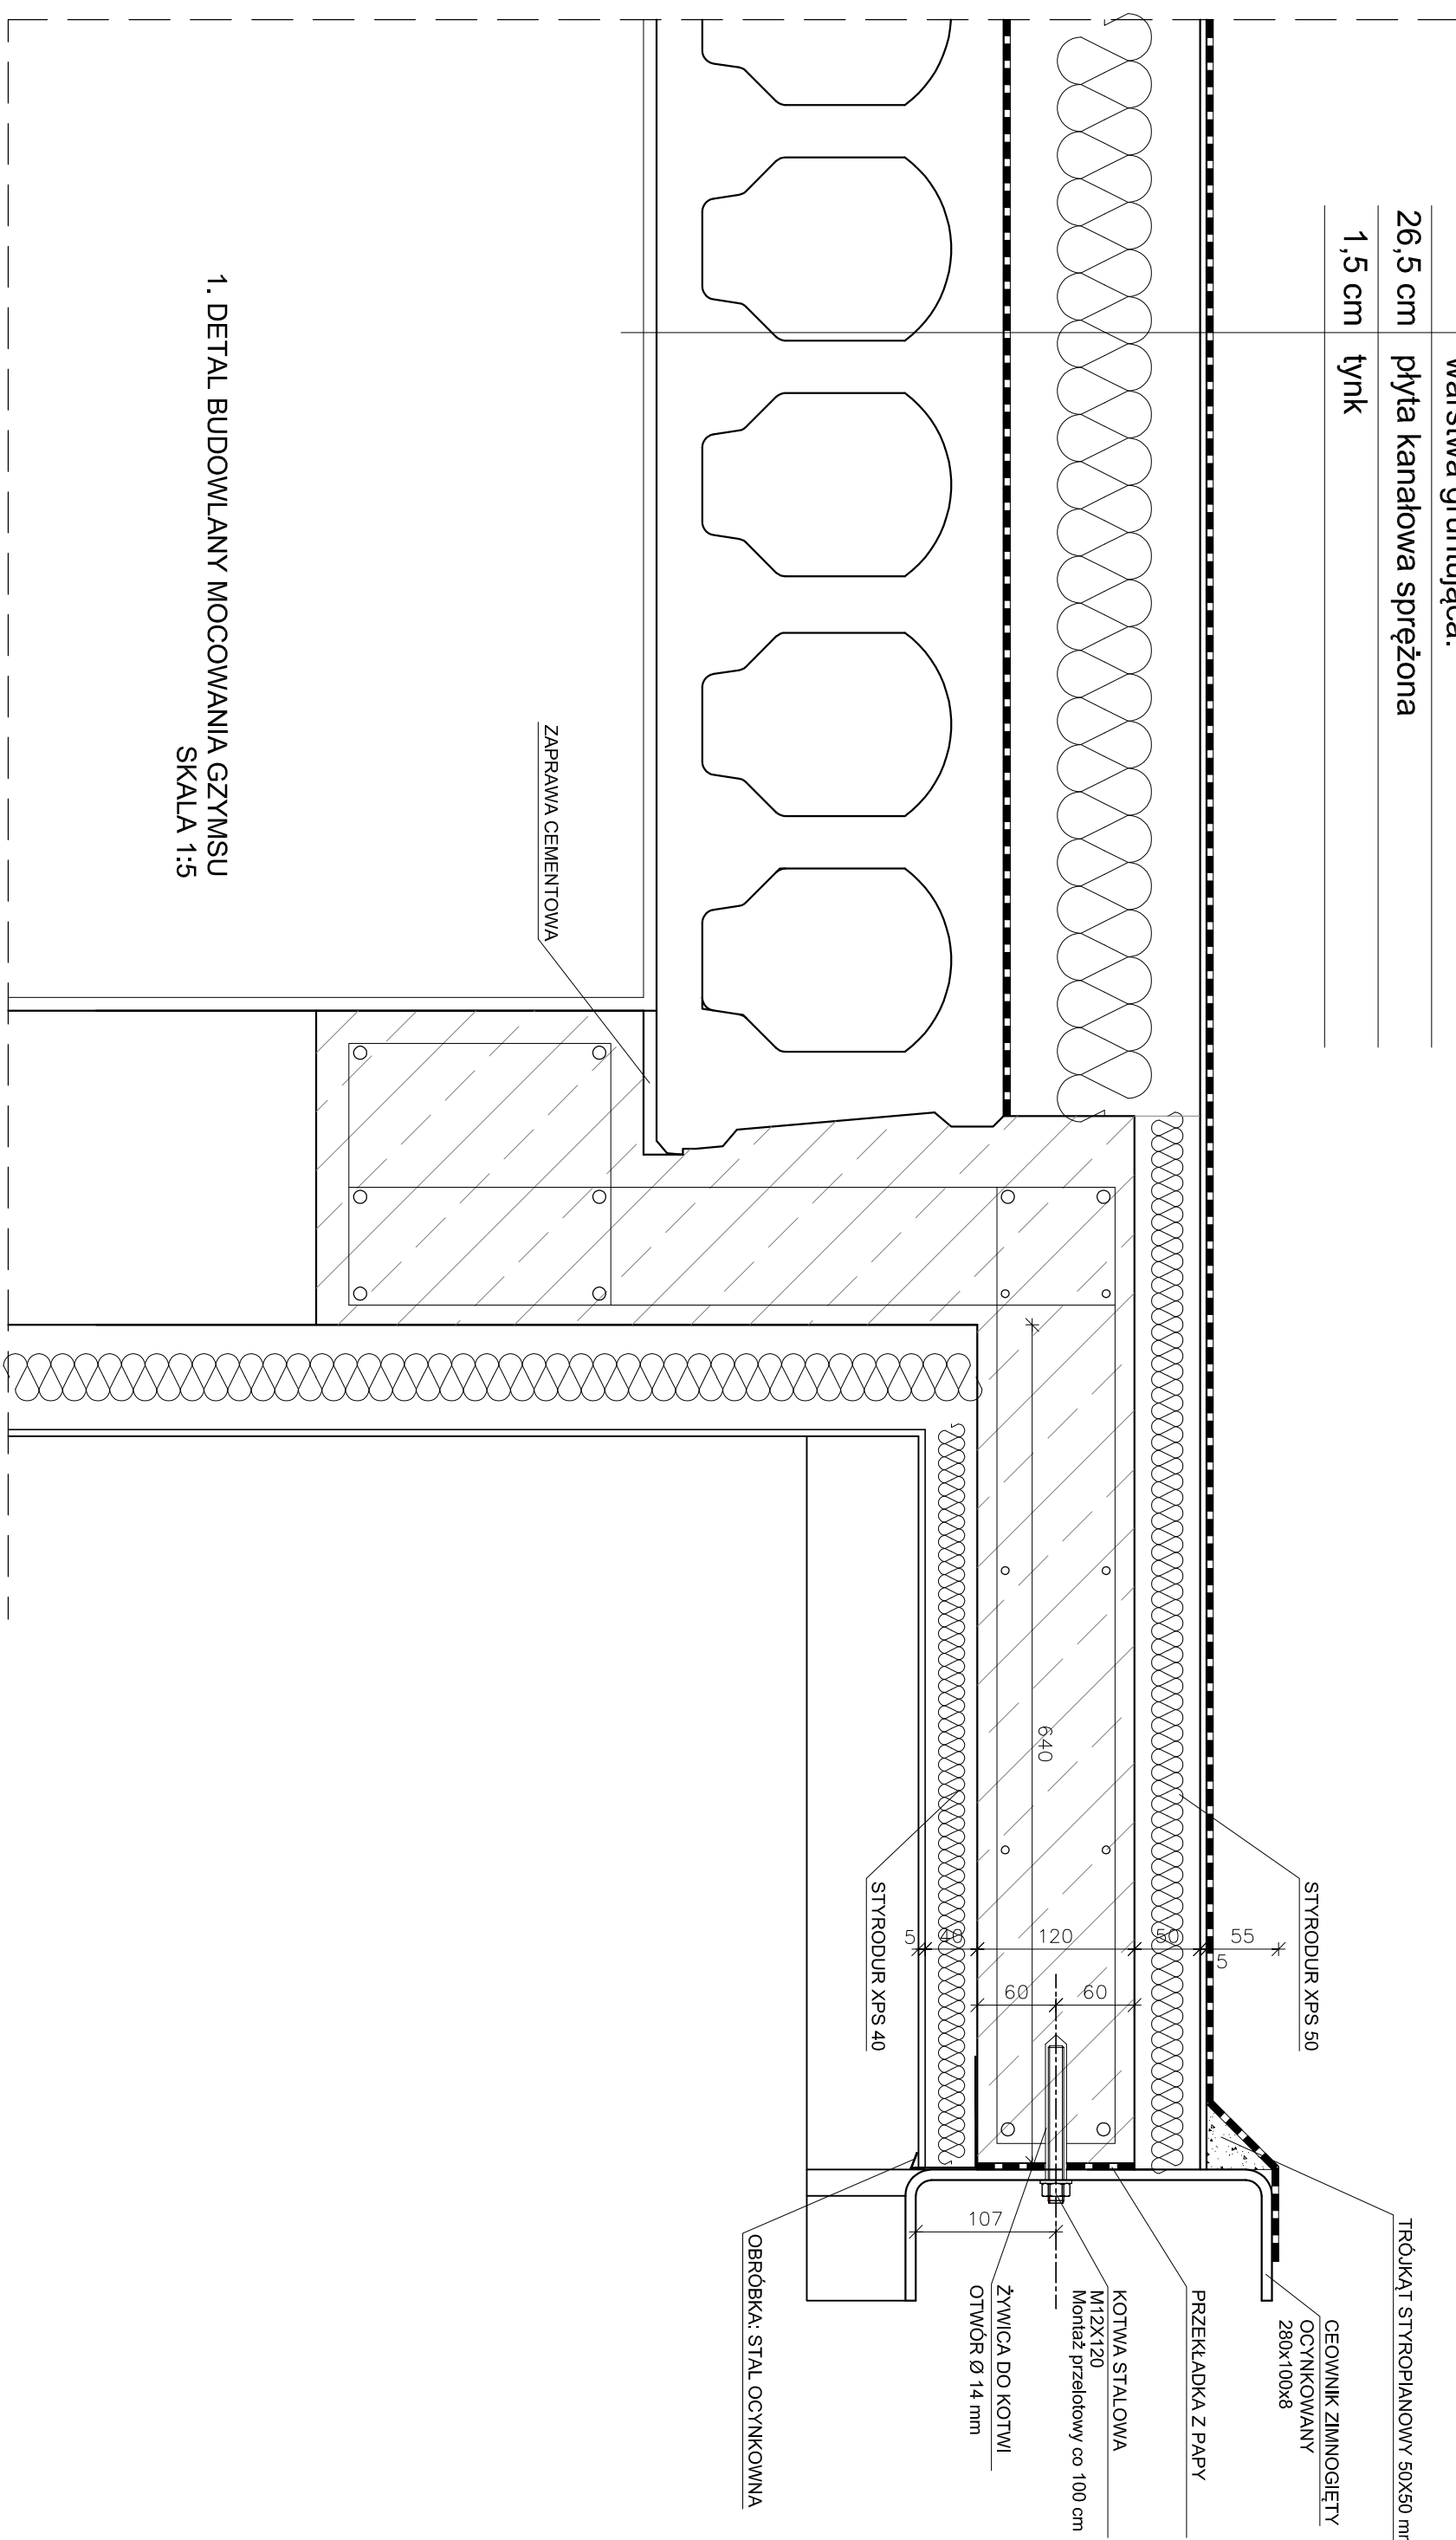 warstwa gruntująca.
26,5 cm płyta kanałowa sprężona
1,5 cm tynk
TRÓJKĄT STYROPIANOWY 50X50
CEOWNIK ZIMNOGIĘTY
OCYNKOWANY
280x100x8
STYRODUR XPS 50
PRZEKŁADKA Z PAPY
KOTWA STALOWA
M12X120
Montaż przelotowy co 100 cm
ŻYWICA DO KOTWI
OTWÓR Ø 14 mm
STYRODUR XPS 40
OBRÓBKA: STAL OCYNKOWNA
ZAPRAWA CEMENTOWA
55
5
50
120
5
60
60
640
107
1. DETAL BUDOWLANY MOCOWANIA GZYMSU
SKALA 1:5